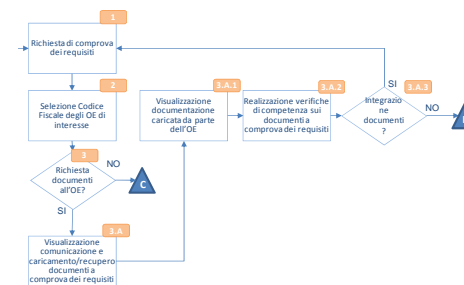 1
Richiesta di comprova
dei requisiti
2
Selezione Codice
Fiscale degli OE di
interesse
3
Richiesta
documenti
all'OE?
NO
C
SI
3.A
Visualizzazione
comunicazione e
caricamento/recupero
documenti a
comprova dei requisiti
3.A.1
Visualizzazione
documentazione
caricata da parte
dell'OE
3.A.2
Realizzazione verifiche
di competenza sui
documenti a
comprova dei requisiti
SI
3.A.3
Integrazio
ne
documenti
?
NO